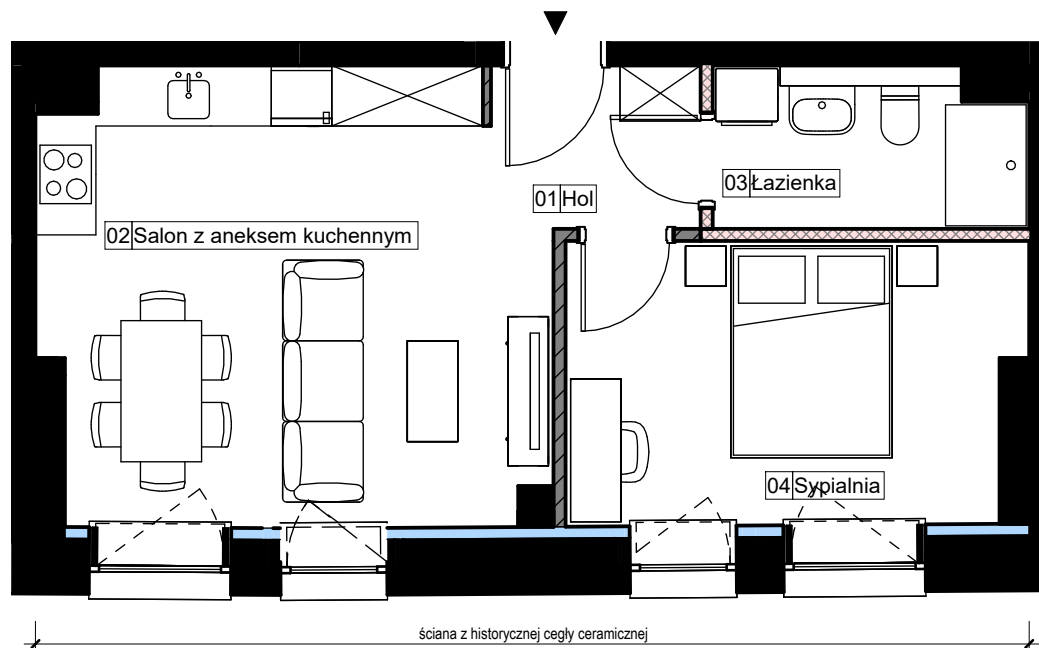 01 Hol
03 Łazienka
02 Salon z aneksem kuchennym
04 Sypialnia
ściana z historycznej cegły ceramicznej